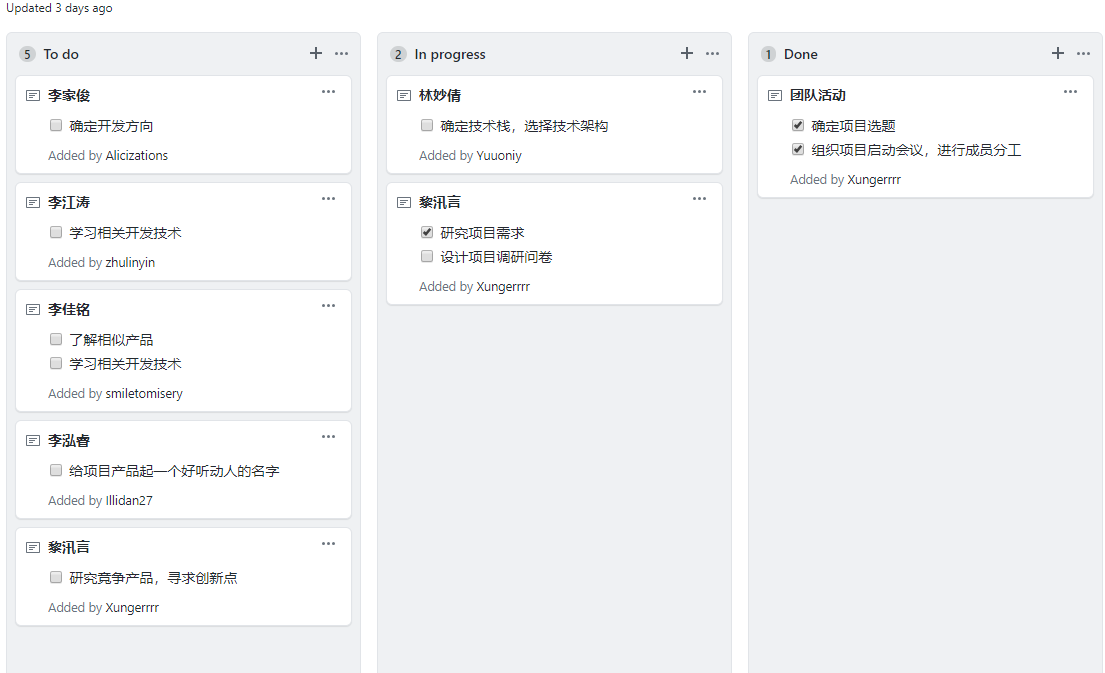 Updated 3 days ago
5 To do
李家俊
确定开发方向
Added by Alicizations
李江涛
学习相关开发技术
Added by zhulinyin
李佳铭
了解相似产品
学习相关开发技术
Added by smiletomisery
李泓睿
给项目产品起一个好听动人的名字
Added by Illidan27
黎汛言
研究竞争产品，寻求创新点
Added by Xungerrrr
2 In progress
林妙倩
确定技术栈，选择技术架构
Added by Yuuoniy
黎汛言
研究项目需求
设计项目调研问卷
Added by Xungerrrr
1 Done
团队活动
确定项目选题
组织项目启动会议，进行成员分工
Added by Xungerrrr